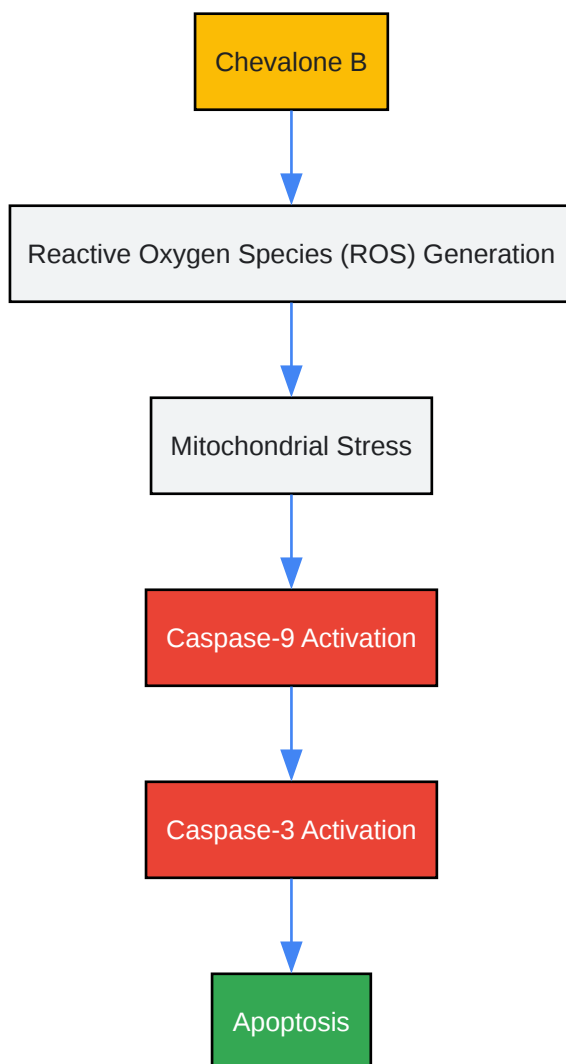 Chevalone B
Reactive Oxygen Species (ROS) Generation
Mitochondrial Stress
Caspase-9 Activation
Caspase-3 Activation
Apoptosis